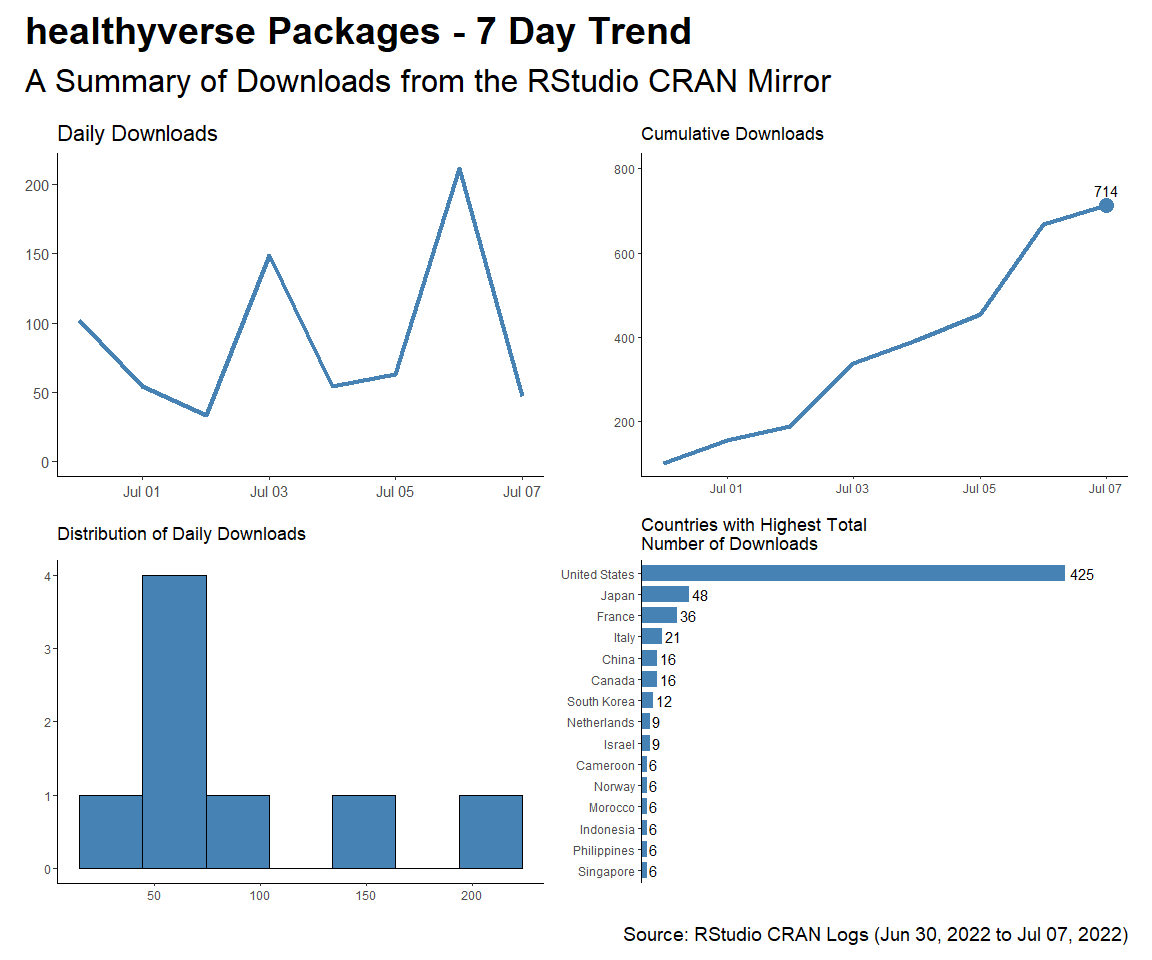 healthyverse Packages - 7 Day Trend
A Summary of Downloads from the RStudio CRAN Mirror
Daily Downloads
200
150
100
50
0
Jul 01 Jul 03 Jul 05 Jul 07
Cumulative Downloads
800
600
400
200
714
Jul 01 Jul 03 Jul 05 Jul 07
Distribution of Daily Downloads
4
3
2
1
0
50 100 150 200
Countries with Highest Total
Number of Downloads
United States 425
Japan 48
France 36
Italy 21
China 16
Canada 16
South Korea 12
Netherlands 9
Israel 9
Cameroon 6
Norway 6
Morocco 6
Indonesia 6
Philippines 6
Singapore 6
Source: RStudio CRAN Logs (Jun 30, 2022 to Jul 07, 2022)